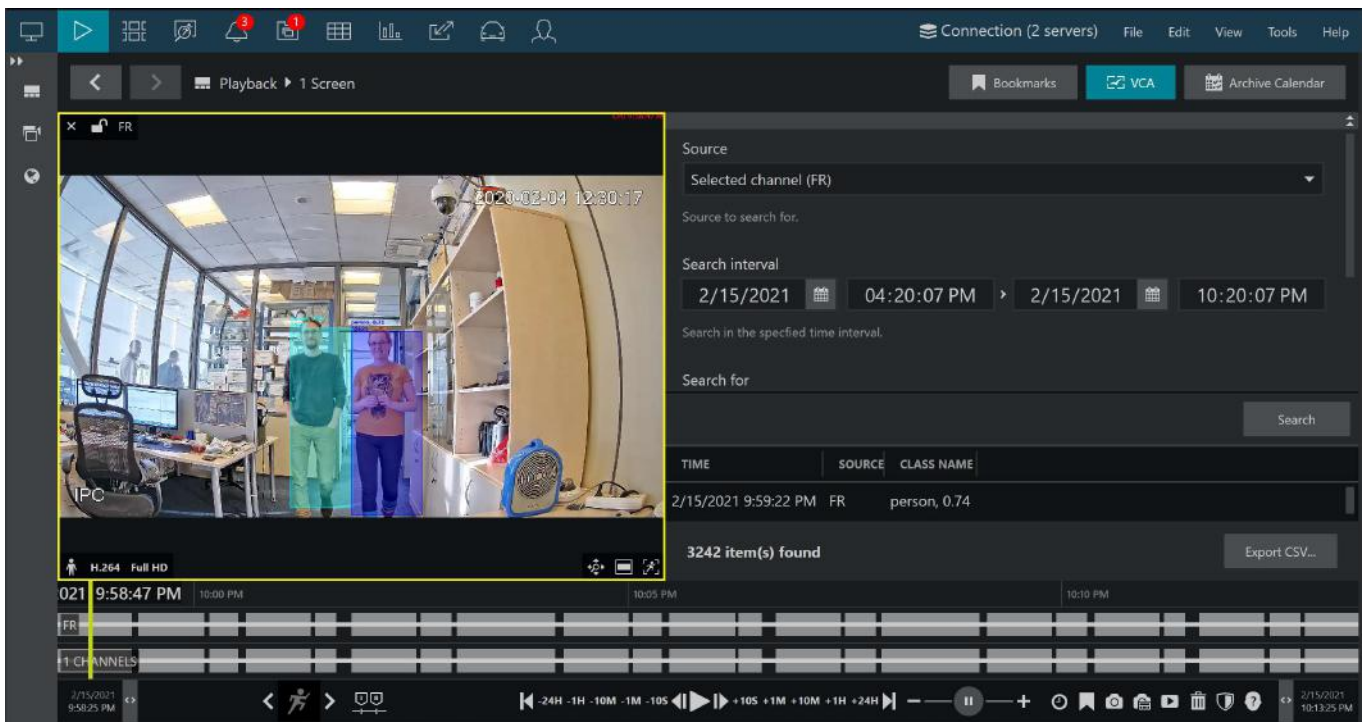 3
1
Connection (2 servers) File Edit View Tools Help
Playback 1 Screen
Bookmarks VCA Archive Calendar
FR
2020-02-04 12:30:17
IPC
H.264 Full HD
Source
Selected channel (FR)
Source to search for.
Search interval
2/15/2021 04:20:07 PM 2/15/2021 10:20:07 PM
Search in the specfied time interval.
Search for
Search
TIME SOURCE CLASS NAME
2/15/2021 9:59:22 PM FR person, 0.74
3242 item(s) found Export CSV...
021 9:58:47 PM 10:00 PM 10:05 PM 10:10 PM
FR
1 CHANNELS
2/15/2021
9:58:25 PM
-24H -1H -10M -1M -10S +10S +1M +10M +1H +24H
2/15/2021
10:13:25 PM